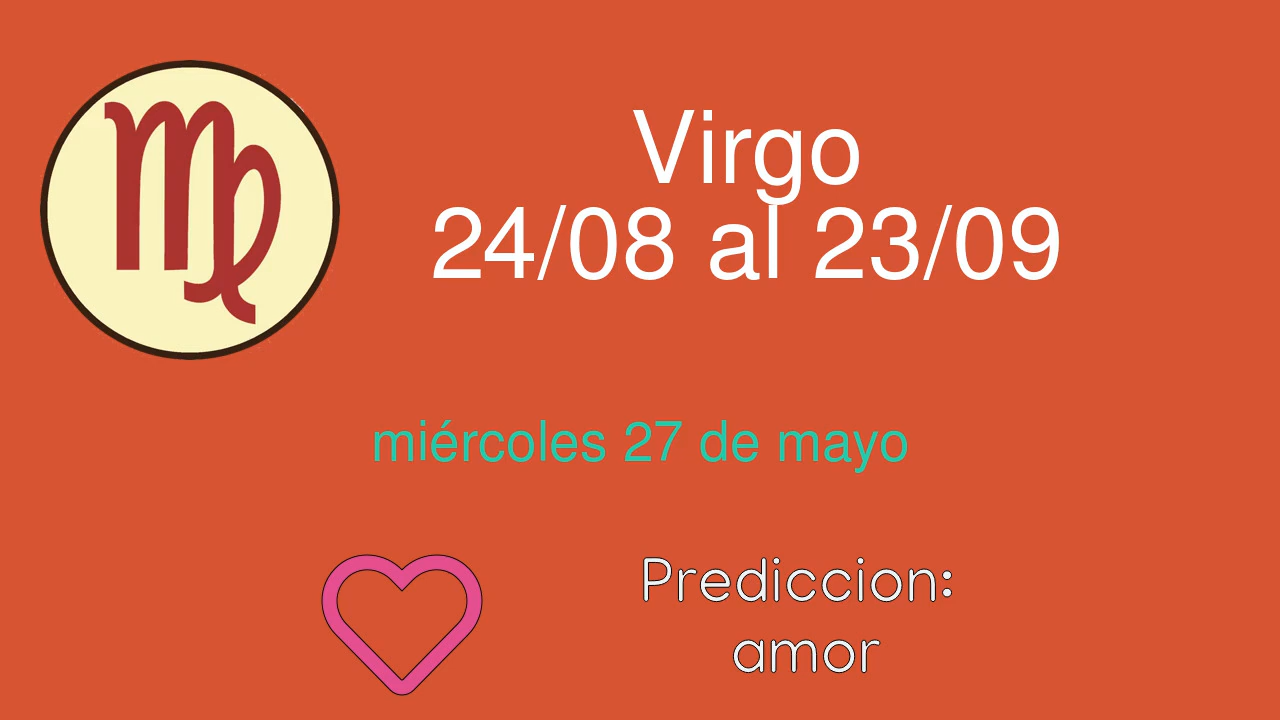 Virgo
24/08 al 23/09
miércoles 27 de mayo
Prediccion:
amor